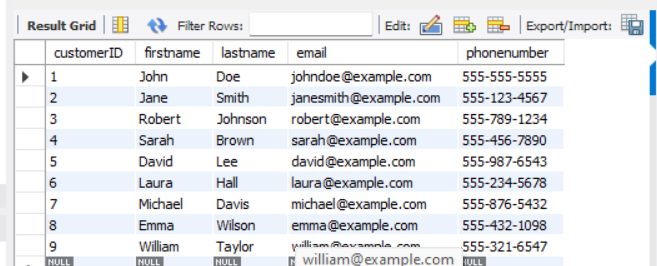 Result Grid Filter Rows: Edit: Export/Import:
customerID firstname lastname email phonenumber
1 John Doe johndoe@example.com 555-555-5555
2 Jane Smith janesmith@example.com 555-123-4567
3 Robert Johnson robert@example.com 555-789-1234
4 Sarah Brown sarah@example.com 555-456-7890
5 David Lee david@example.com 555-987-6543
6 Laura Hall laura@example.com 555-234-5678
7 Michael Davis michael@example.com 555-876-5432
8 Emma Wilson emma@example.com 555-432-1098
9 William Taylor william@example.com 555-321-6547
NULL NULL NULL william@example.com NULL